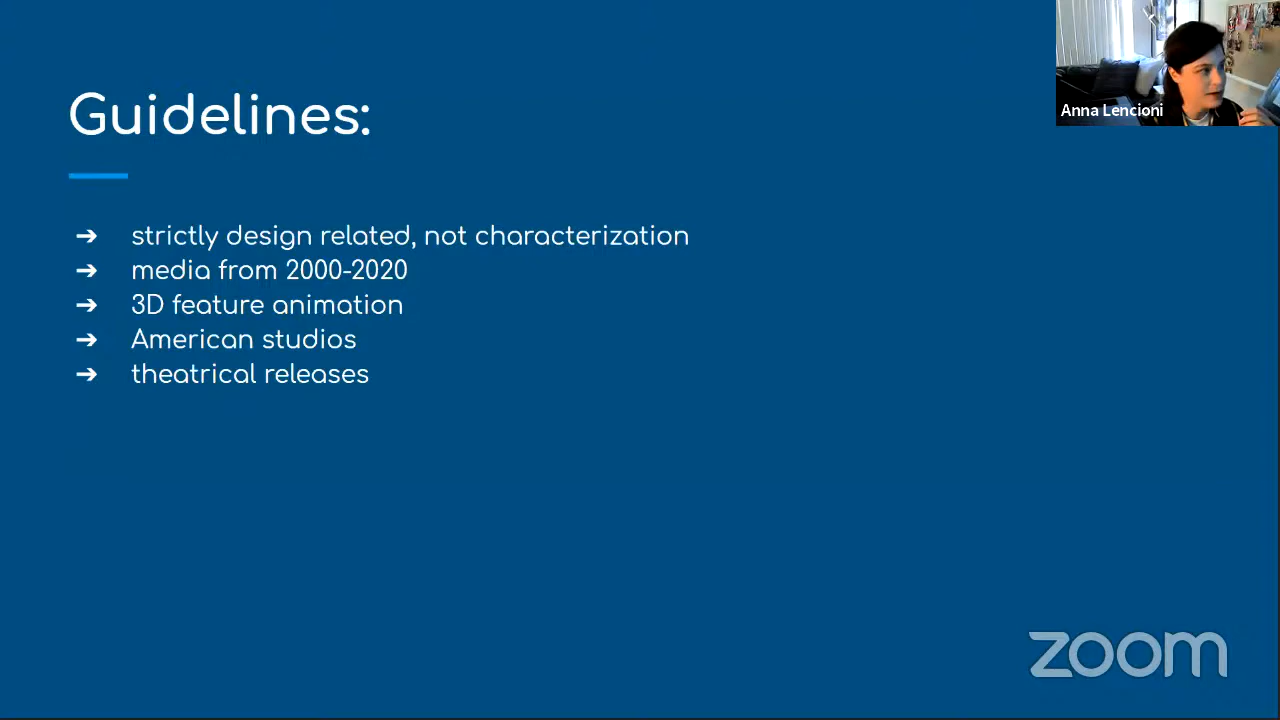 Guidelines:
Anna Lencioni
➔ strictly design related, not characterization
➔ media from 2000-2020
➔ 3D feature animation
➔ American studios
➔ theatrical releases
zoom